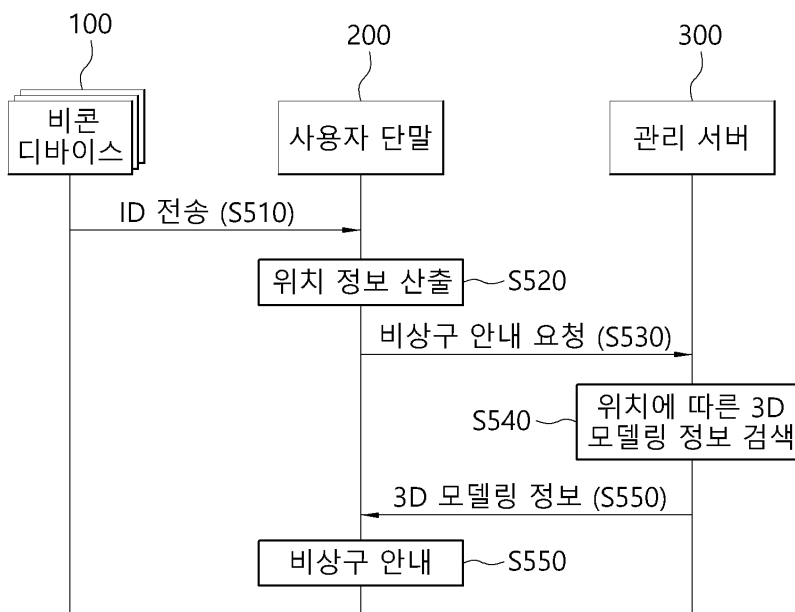 100
200
300
비콘
디바이스
사용자 단말
관리 서버
ID 전송 (S510)
위치 정보 산출
S520
비상구 안내 요청 (S530)
S540
위치에 따른 3D
모델링 정보 검색
3D 모델링 정보 (S550)
비상구 안내
S550